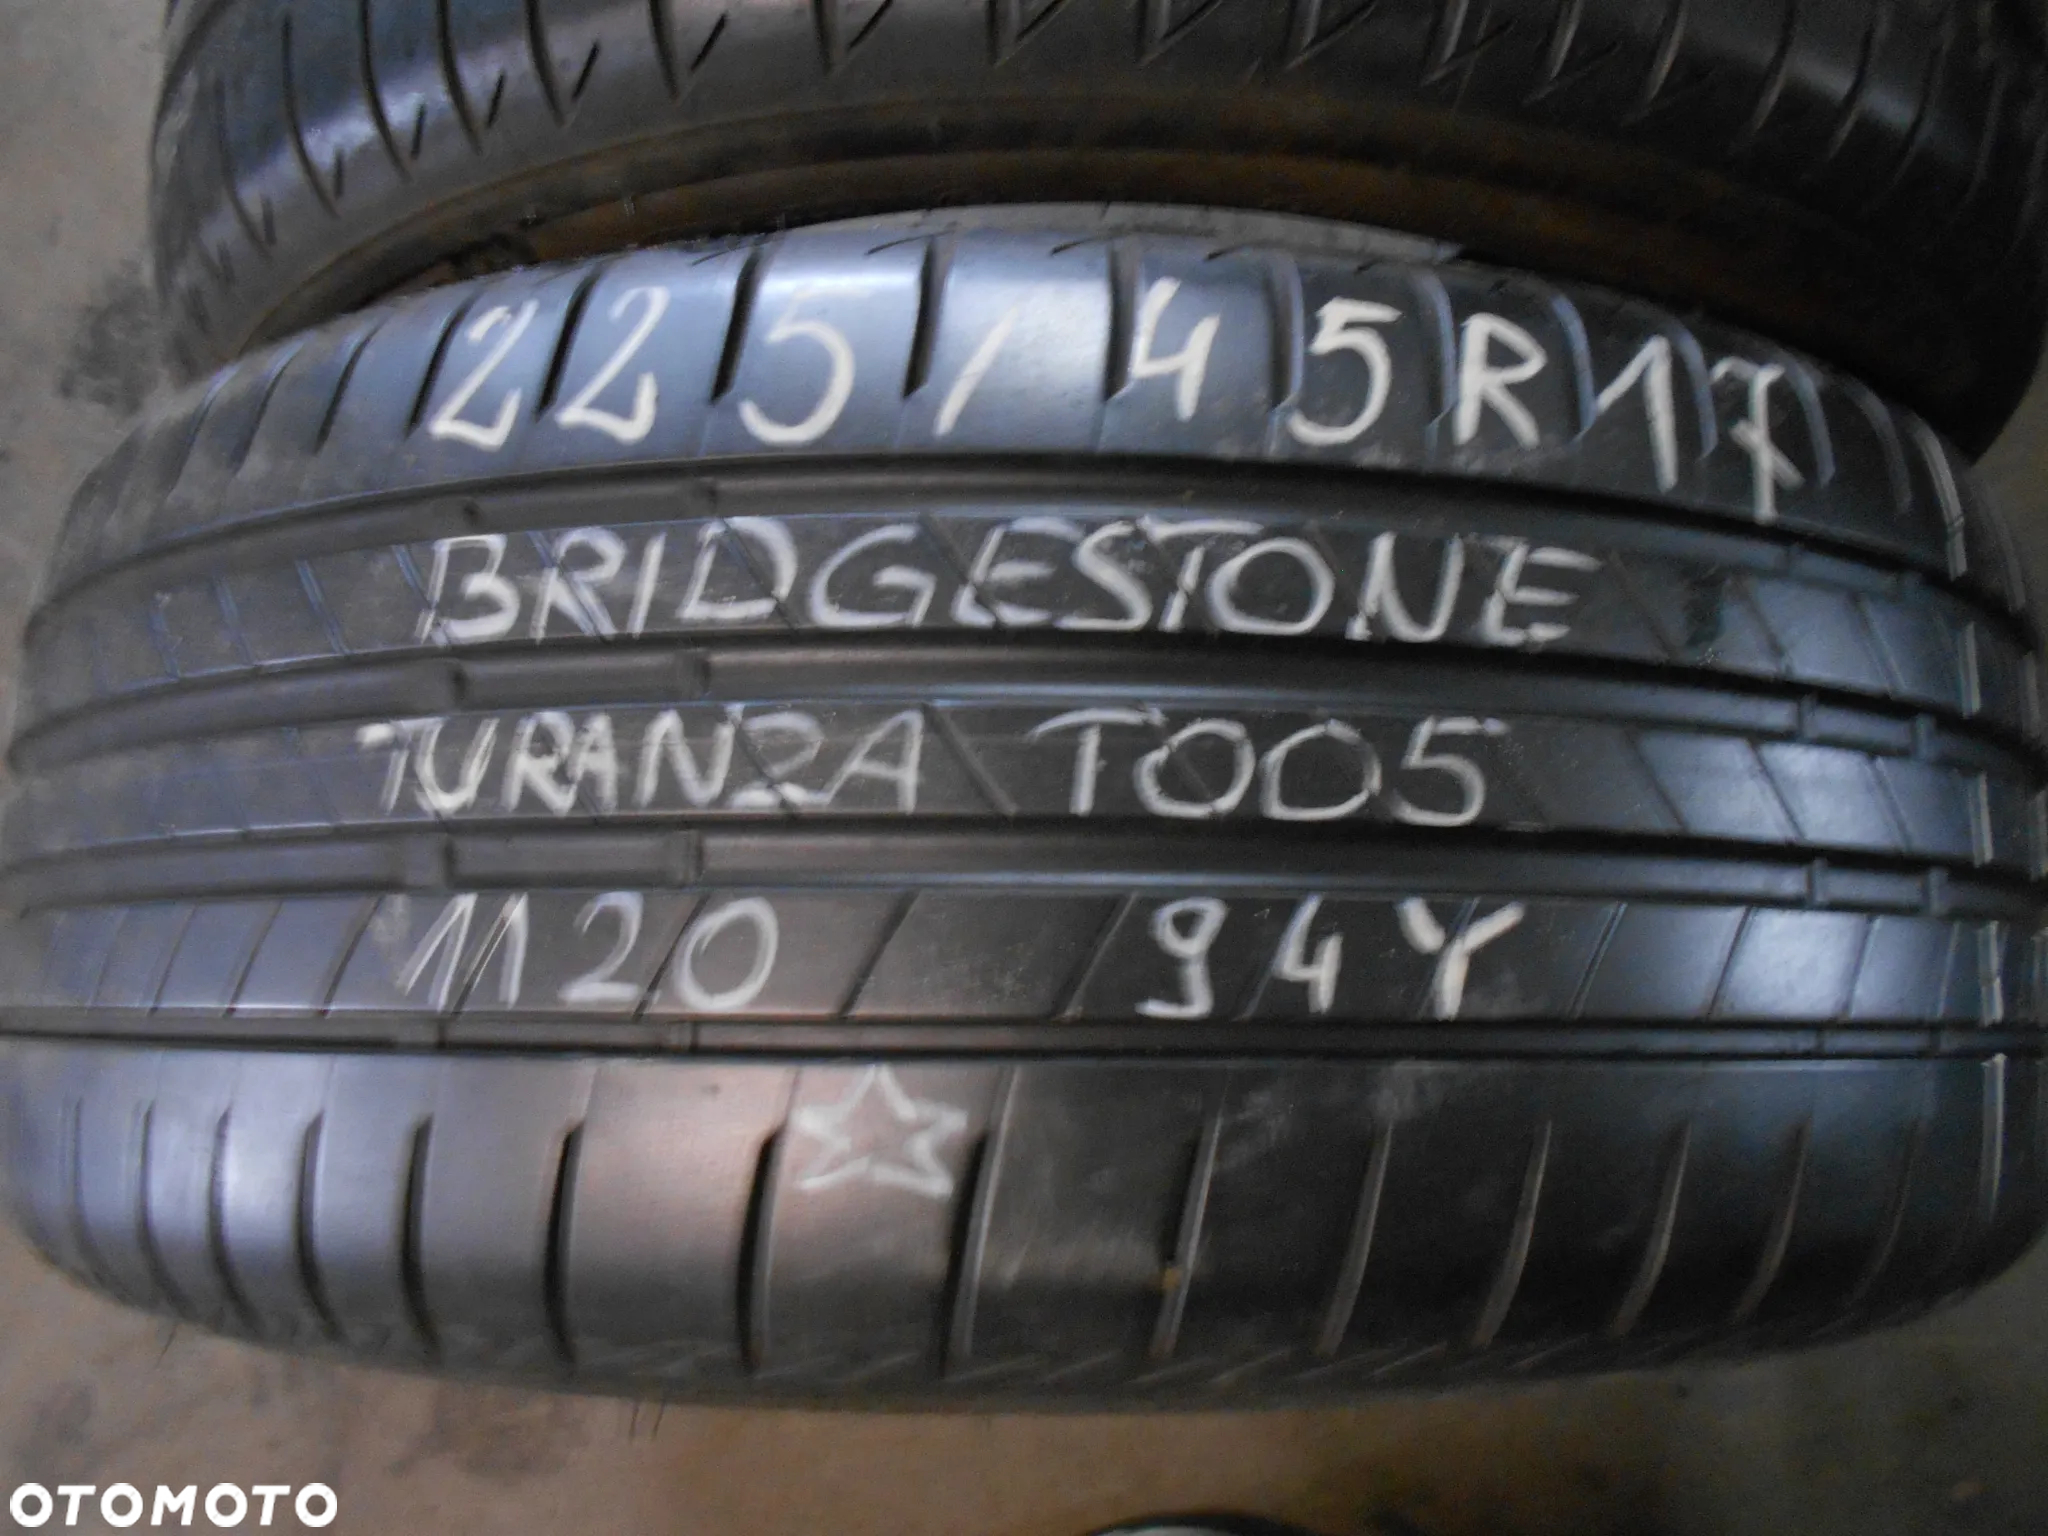 225/45R17
BRIDGESTONE
TURANZA T005
1120 94Y
OTOMOTO